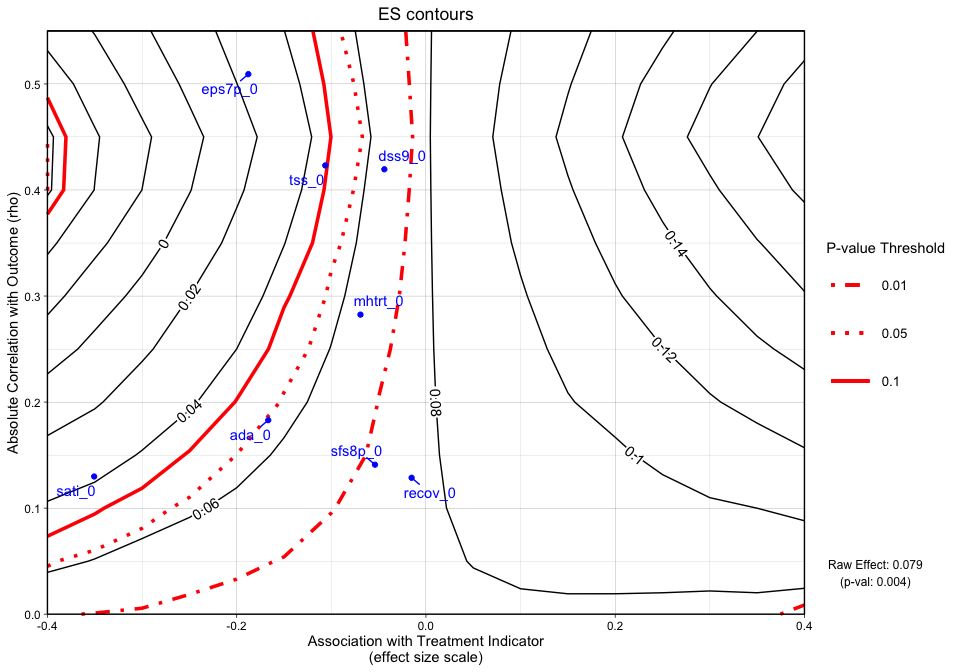 ES contours
0.5
0.4
0.3
0.2
0.1
0.0
-0.4
-0.2
0.0
0.2
0.4
Absolute Correlation with Outcome (rho)
Association with Treatment Indicator
(effect size scale)
eps7p_0
dss9_0
tss_0
mhtrt_0
ada_0
sfs8p_0
sati_0
recov_0
0
0.02
0.04
0.06
0.08
0.1
0.12
0.14
P-value Threshold
0.01
0.05
0.1
Raw Effect: 0.079
(p-val: 0.004)